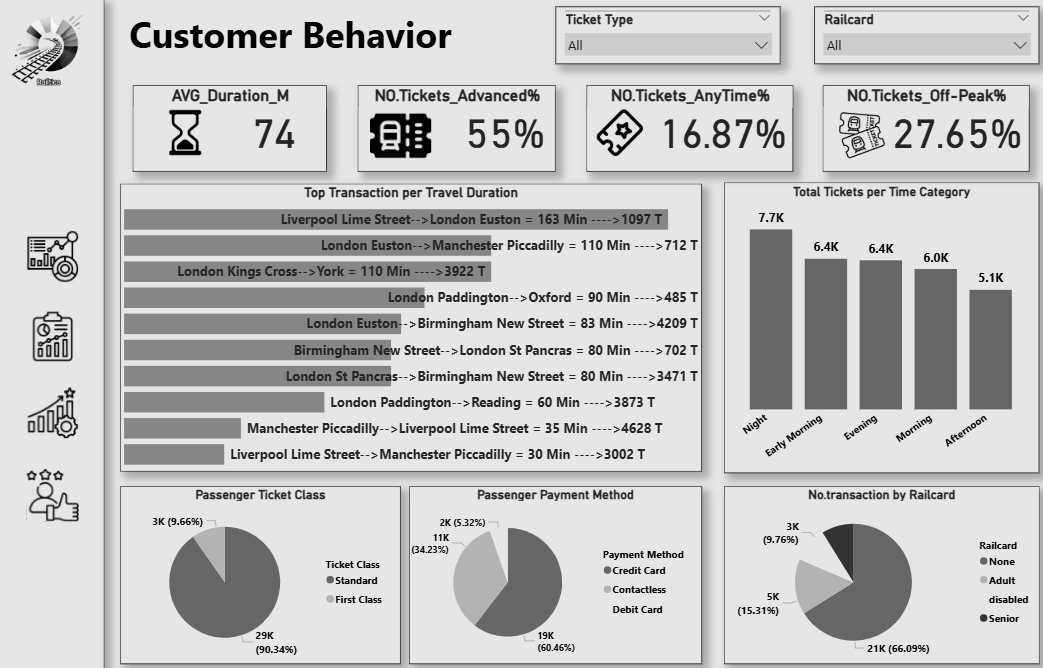 Railtics
Customer Behavior
Ticket Type
All
Railcard
All
AVG_Duration_M
74
NO.Tickets_Advanced%
55%
NO.Tickets_AnyTime%
16.87%
NO.Tickets_Off-Peak%
27.65%
Top Transaction per Travel Duration
Liverpool Lime Street-->London Euston = 163 Min ---->1097 T
London Euston-->Manchester Piccadilly = 110 Min ---->712 T
London Kings Cross-->York = 110 Min ---->3922 T
London Paddington-->Oxford = 90 Min ---->485 T
London Euston-->Birmingham New Street = 83 Min ---->4209 T
Birmingham New Street-->London St Pancras = 80 Min ---->702 T
London St Pancras-->Birmingham New Street = 80 Min ---->3471 T
London Paddington-->Reading = 60 Min ---->3873 T
Manchester Piccadilly-->Liverpool Lime Street = 35 Min ---->4628 T
Liverpool Lime Street-->Manchester Piccadilly = 30 Min ---->3002 T
Total Tickets per Time Category
7.7K
6.4K
6.4K
6.0K
5.1K
Night
Early Morning
Evening
Morning
Afternoon
Passenger Ticket Class
3K (9.66%)
29K
(90.34%)
Ticket Class
Standard
First Class
Passenger Payment Method
2K (5.32%)
11K
(34.23%)
19K
(60.46%)
Payment Method
Credit Card
Contactless
Debit Card
No.transaction by Railcard
3K
(9.76%)
5K
(15.31%)
21K (66.09%)
Railcard
None
Adult
disabled
Senior